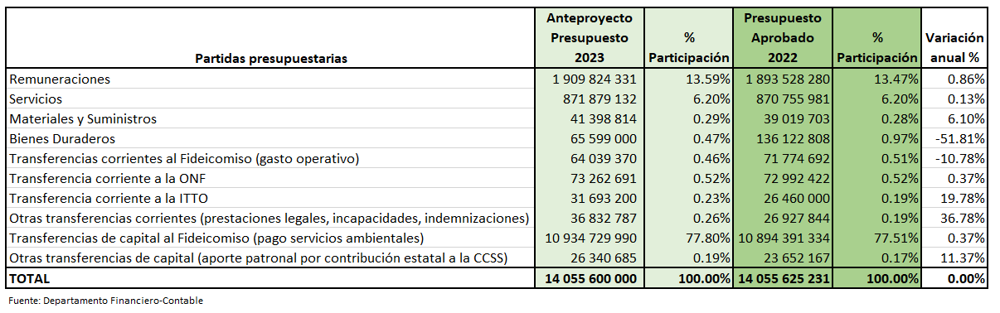 Partidas presupuestarias Anteproyecto Presupuesto 2023 % Participación Presupuesto Aprobado 2022 % Participación Variación anual %
Remuneraciones 1 909 824 331 13.59% 1 893 528 280 13.47% 0.86%
Servicios 871 879 132 6.20% 870 755 981 6.20% 0.13%
Materiales y Suministros 41 398 814 0.29% 39 019 703 0.28% 6.10%
Bienes Duraderos 65 599 000 0.47% 136 122 808 0.97% -51.81%
Transferencias corrientes al Fideicomiso (gasto operativo) 64 039 370 0.46% 71 774 692 0.51% -10.78%
Transferencia corriente a la ONF 73 262 691 0.52% 72 992 422 0.52% 0.37%
Transferencia corriente a la ITTO 31 693 200 0.23% 26 460 000 0.19% 19.78%
Otras transferencias corrientes (prestaciones legales, incapacidades, indemnizaciones) 36 832 787 0.26% 26 927 844 0.19% 36.78%
Transferencias de capital al Fideicomiso (pago servicios ambientales) 10 934 729 990 77.80% 10 894 391 334 77.51% 0.37%
Otras transferencias de capital (aporte patronal por contribución estatal a la CCSS) 26 340 685 0.19% 23 652 167 0.17% 11.37%
TOTAL 14 055 600 000 100.00% 14 055 625 231 100.00% 0.00%
Fuente: Departamento Financiero-Contable